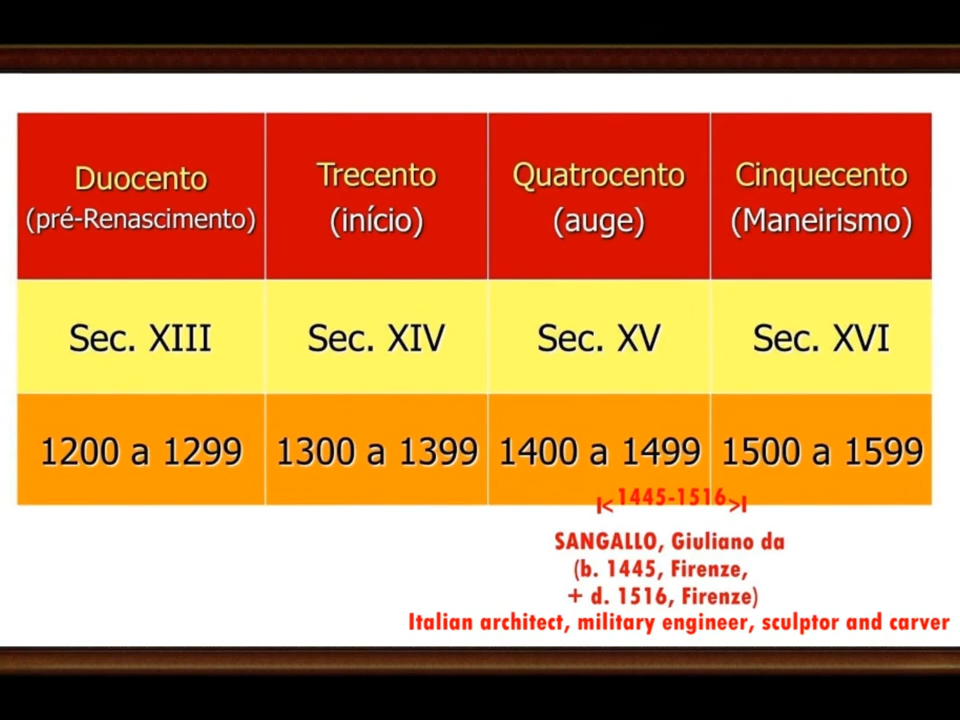 Duocento
(pré-Renascimento)
Trecento
(início)
Quatrocento
(auge)
Cinquecento
(Maneirismo)
Sec. XIII
Sec. XIV
Sec. XV
Sec. XVI
1200 a 1299
1300 a 1399
1400 a 1499
1500 a 1599
|< 1445-1516 >|
SANGALLO, Giuliano da
(b. 1445, Firenze,
+ d. 1516, Firenze)
Italian architect, military engineer, sculptor and carver